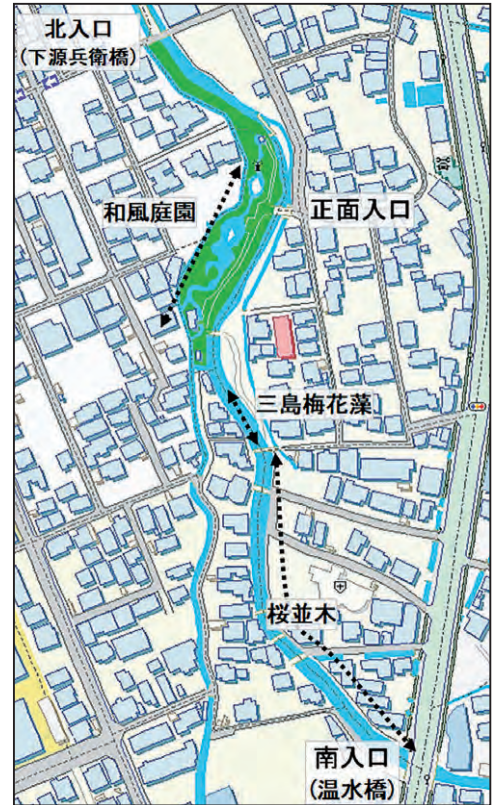 北入口
(下源兵衛橋)
和風庭園
正面入口
三島梅花藻
桜並木
南入口
(温水橋)